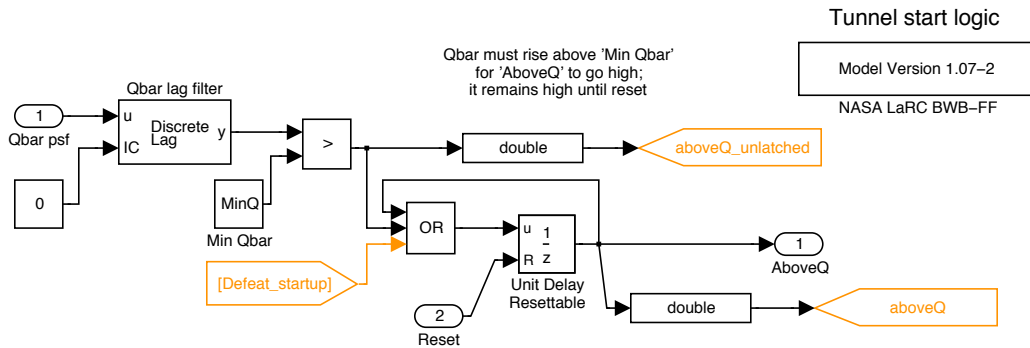 Tunnel start logic
Qbar must rise above 'Min Qbar'
for 'AboveQ' to go high;
it remains high until reset
Model Version 1.07−2
NASA LaRC BWB−FF
Qbar lag filter
1
Qbar psf
u
IC
Discrete
Lag
y
>
double
aboveQ_unlatched
0
MinQ
Min Qbar
OR
u
R
1
z
Unit Delay
Resettable
1
AboveQ
[Defeat_startup]
2
Reset
double
aboveQ